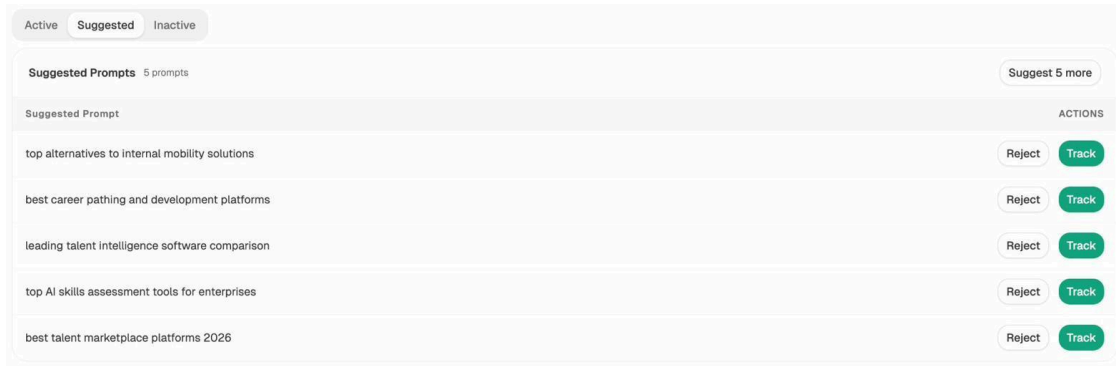 Active Suggested Inactive
Suggested Prompts 5 prompts Suggest 5 more
Suggested Prompt ACTIONS
top alternatives to internal mobility solutions Reject Track
best career pathing and development platforms Reject Track
leading talent intelligence software comparison Reject Track
top AI skills assessment tools for enterprises Reject Track
best talent marketplace platforms 2026 Reject Track